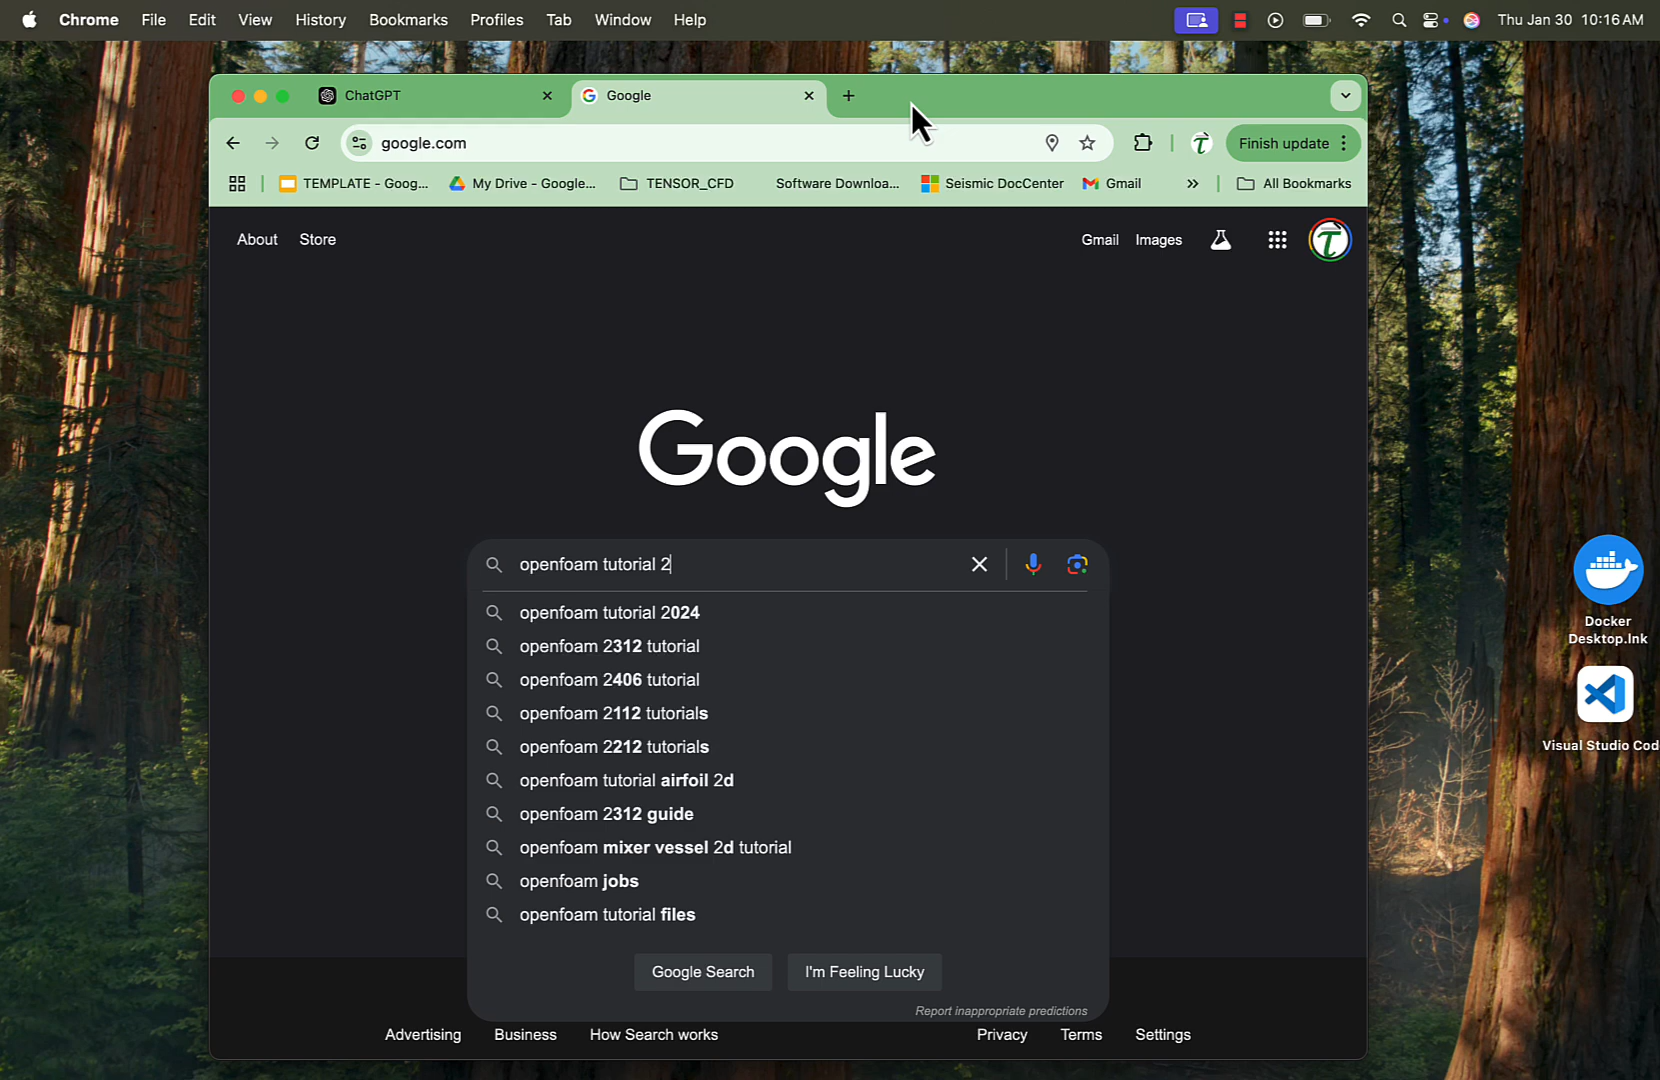 Chrome File Edit View History Bookmarks Profiles Tab Window Help Thu Jan 30 10:16 AM
ChatGPT Google
google.com Finish update
TEMPLATE - Goog... My Drive - Google... TENSOR_CFD Software Downloa... Seismic DocCenter Gmail All Bookmarks
About Store Gmail Images
Google
openfoam tutorial 2
openfoam tutorial 2024
openfoam 2312 tutorial
openfoam 2406 tutorial
openfoam 2112 tutorials
openfoam 2212 tutorials
openfoam tutorial airfoil 2d
openfoam 2312 guide
openfoam mixer vessel 2d tutorial
openfoam jobs
openfoam tutorial files
Google Search I'm Feeling Lucky
Report inappropriate predictions
Advertising Business How Search works Privacy Terms Settings
Docker
Desktop.lnk
Visual Studio Cod